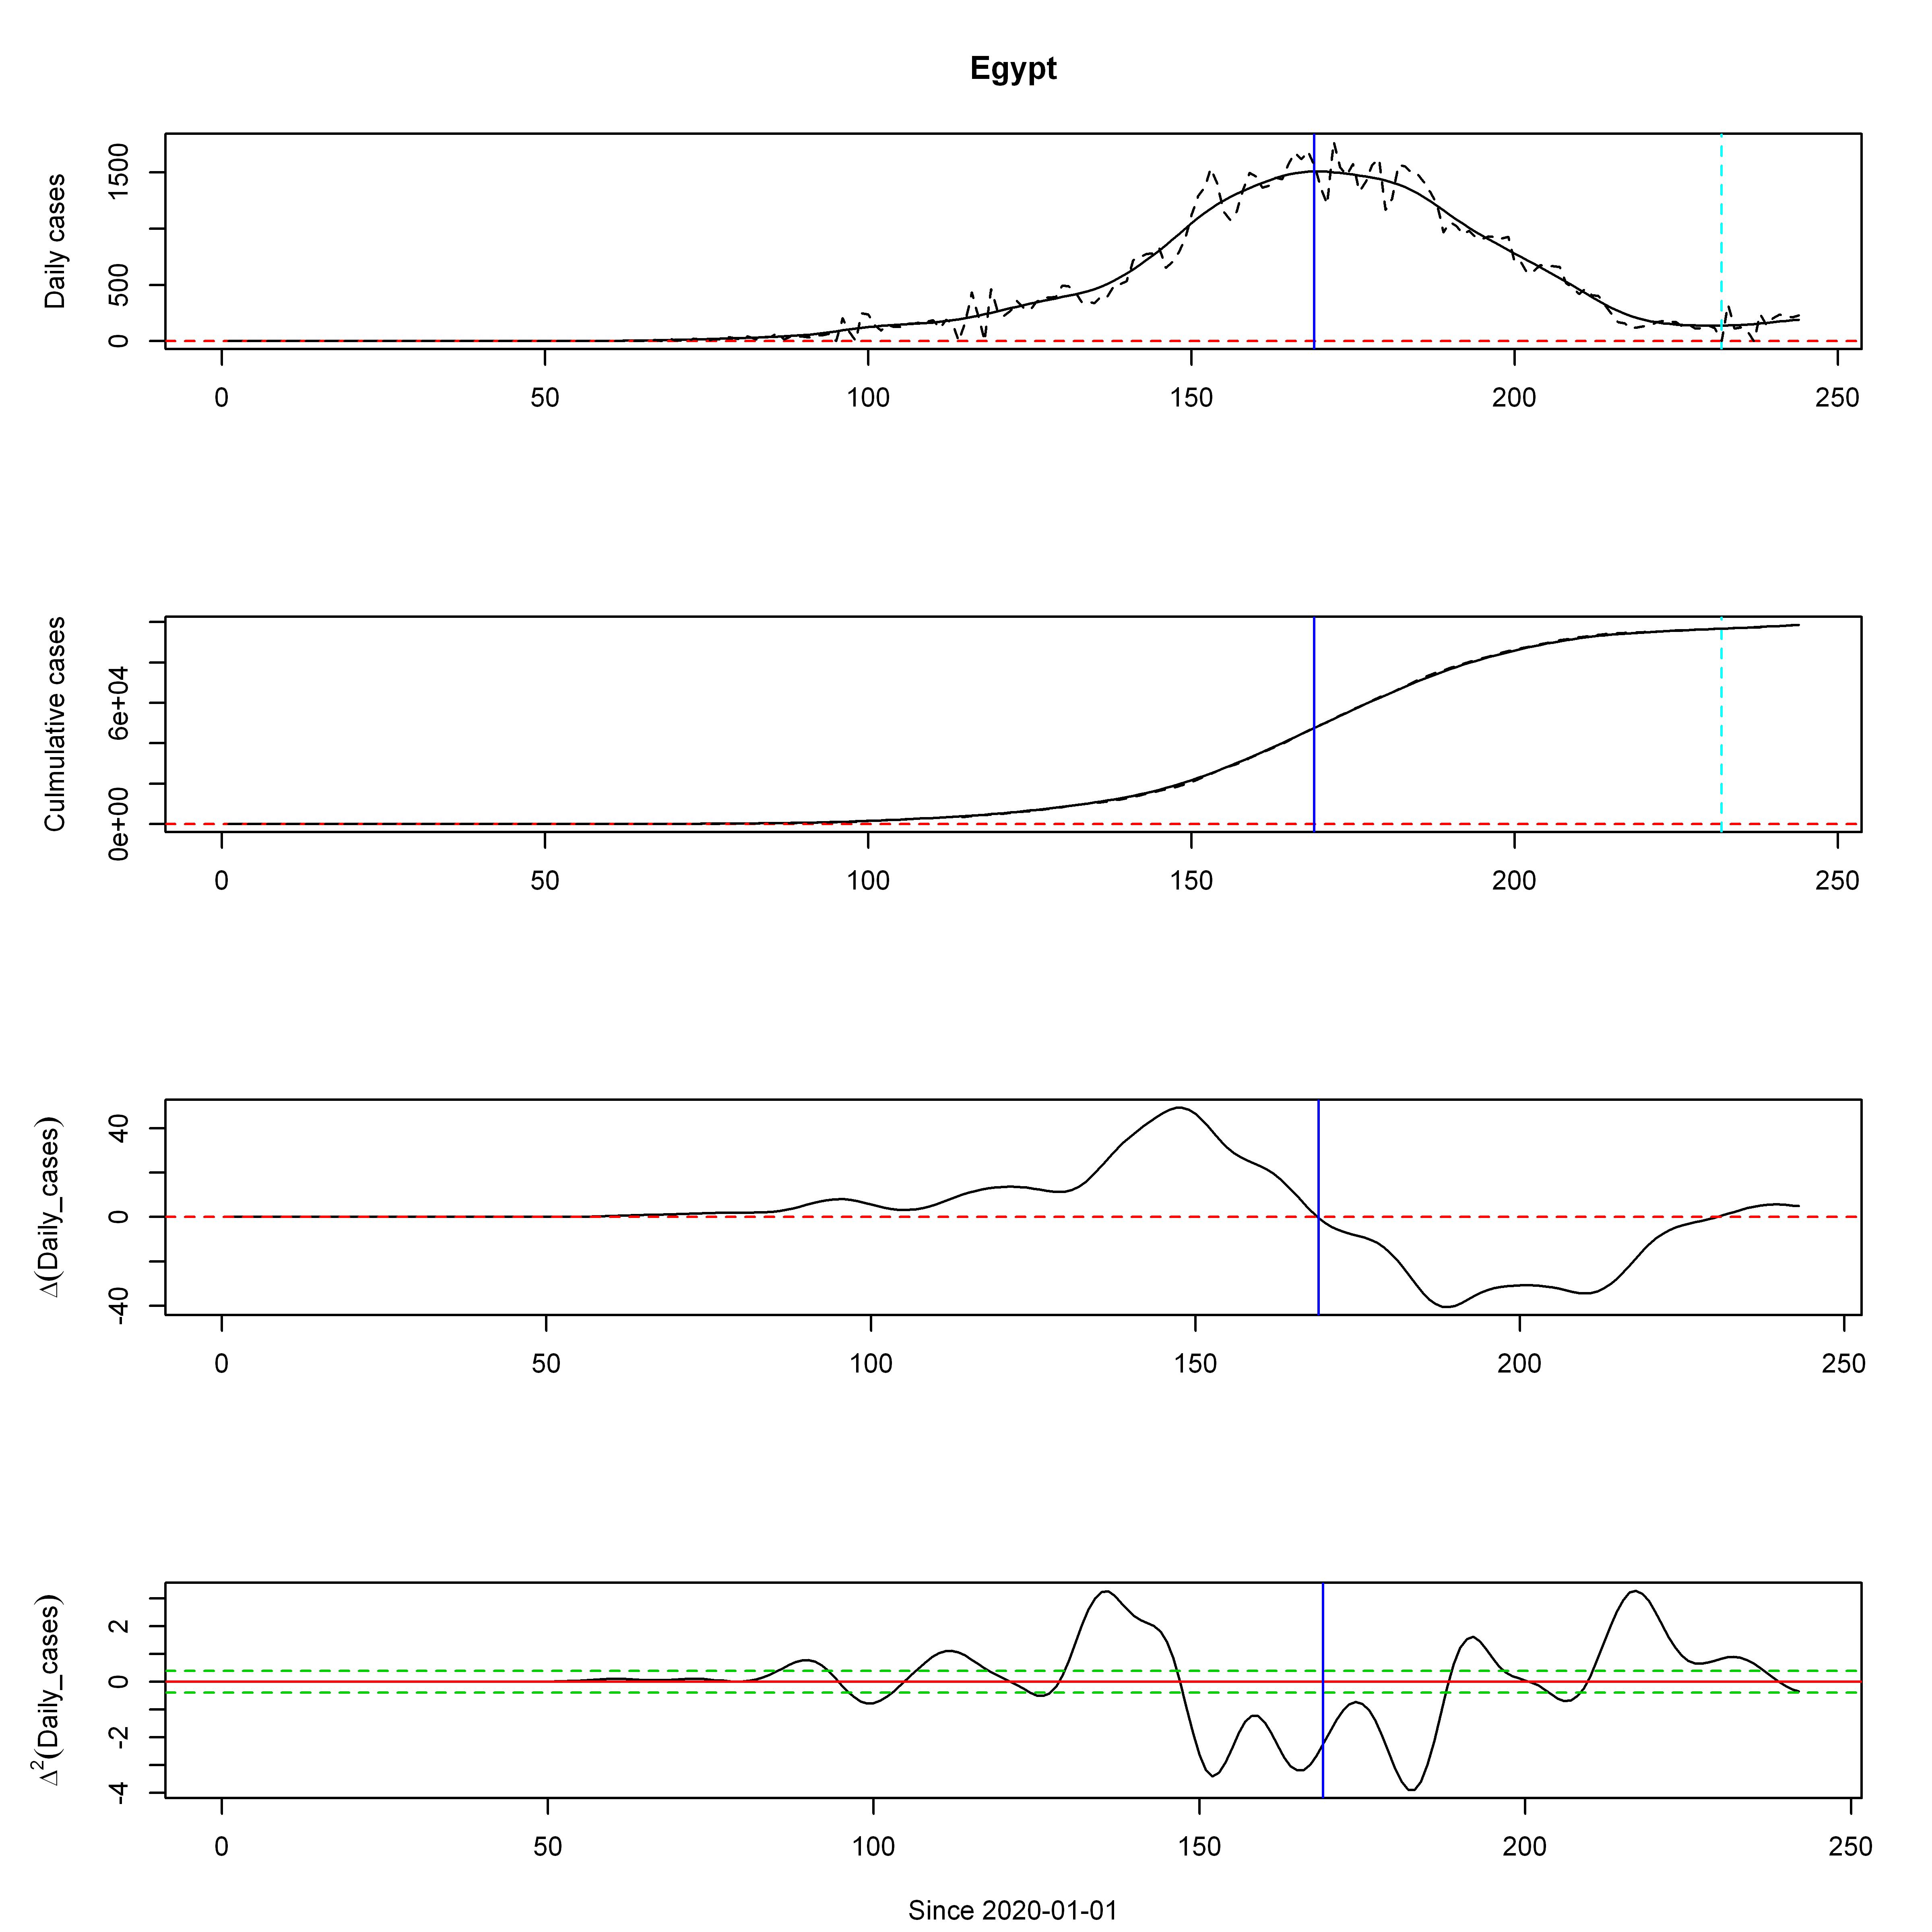 Egypt
Daily cases
1500
500
0
0 50 100 150 200 250
Culmulative cases
6e+04
0e+00
0 50 100 150 200 250
Δ(Daily_cases)
40
0
-40
0 50 100 150 200 250
Δ²(Daily_cases)
2
0
-2
-4
0 50 100 150 200 250
Since 2020-01-01